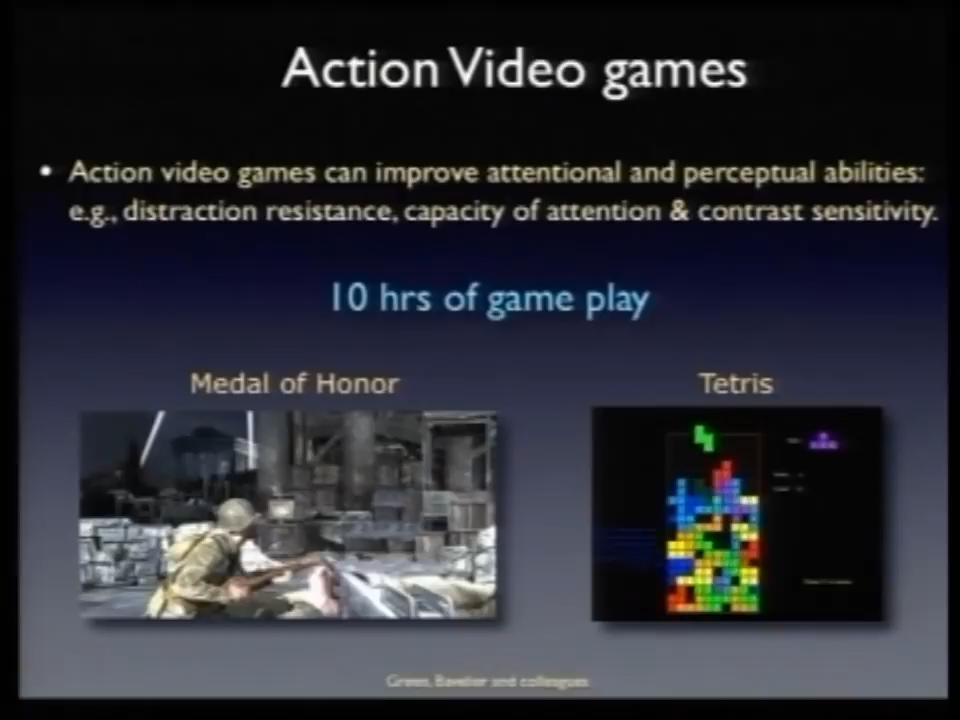 Action Video games
• Action video games can improve attentional and perceptual abilities:
e.g., distraction resistance, capacity of attention & contrast sensitivity.
10 hrs of game play
Medal of Honor
Tetris
Green, Bavelier and colleagues